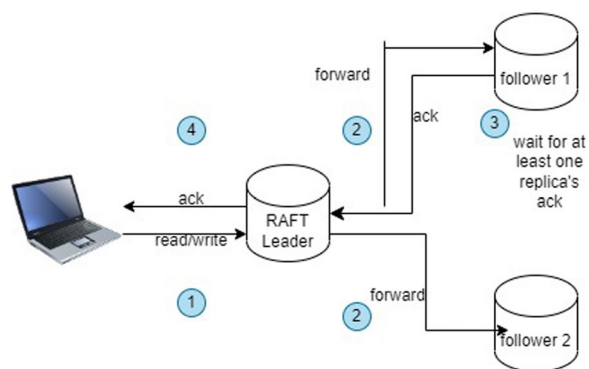 follower 1
forward
2
ack
3
4
wait for at
least one
replica's
ack
ack
RAFT
Leader
read/write
1
forward
2
follower 2